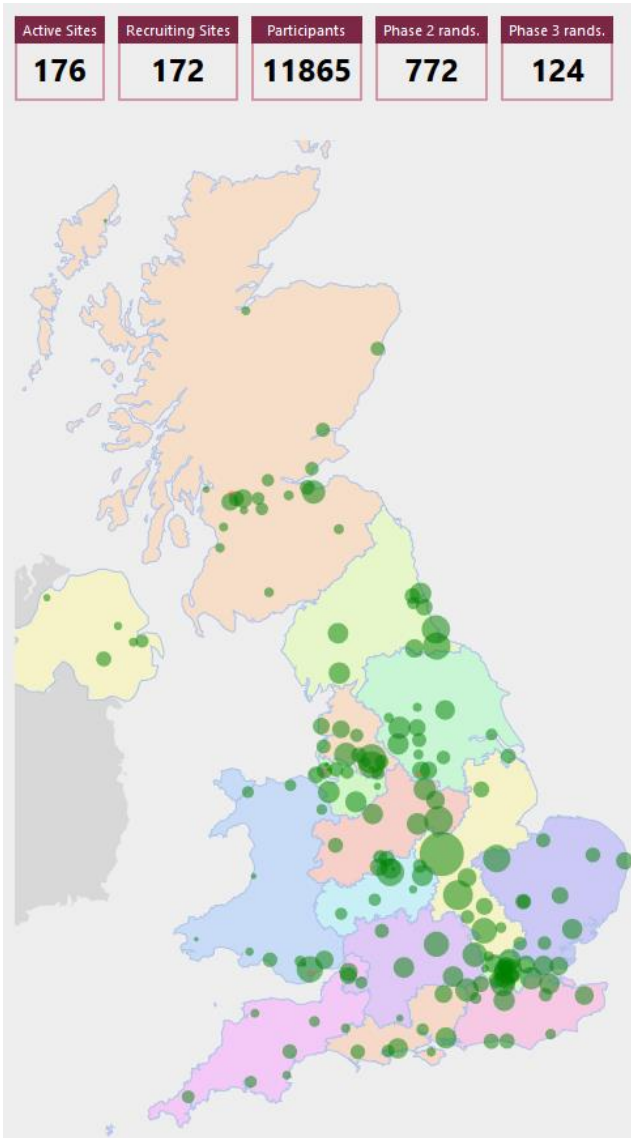 Active Sites
176
Recruiting Sites
172
Participants
11865
Phase 2 rands.
772
Phase 3 rands.
124